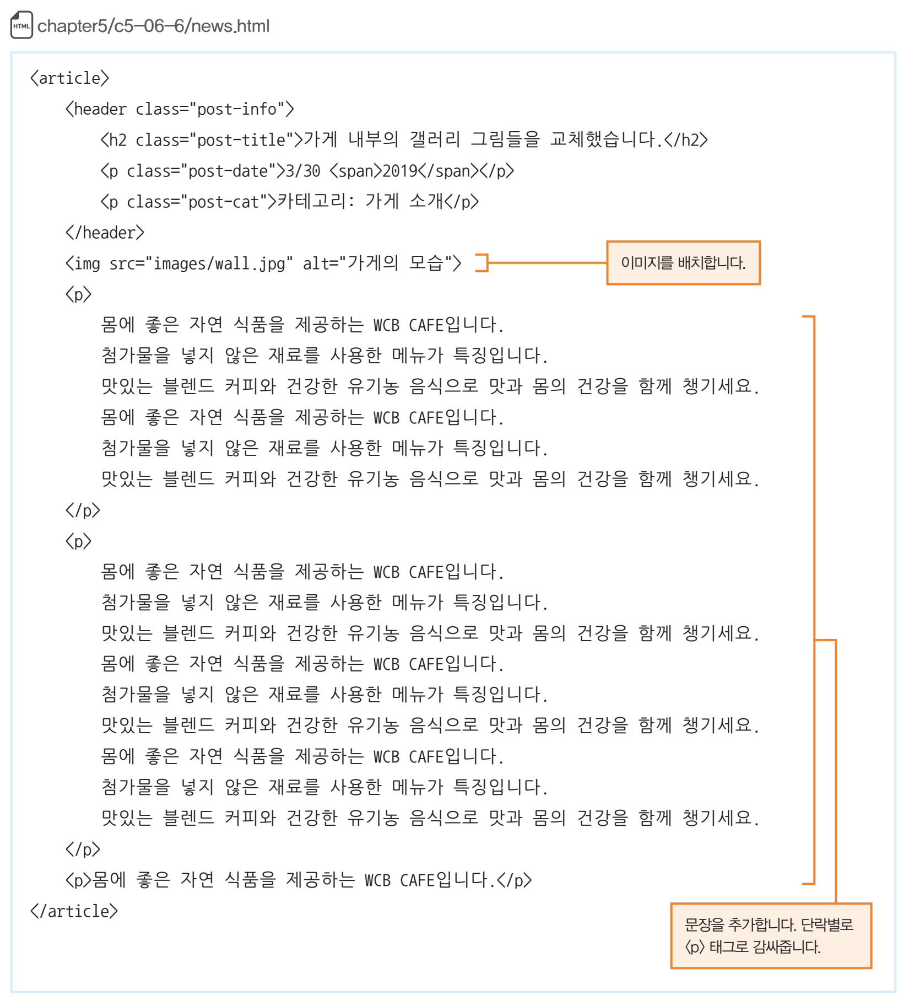 HTML chapter5/c5-06-6/news.html
<article>
<header class="post-info">
<h2 class="post-title">가게 내부의 갤러리 그림들을 교체했습니다.</h2>
<p class="post-date">3/30 <span>2019</span></p>
<p class="post-cat">카테고리: 가게 소개</p>
</header>
<img src="images/wall.jpg" alt="가게의 모습">
이미지를 배치합니다.
<p>
몸에 좋은 자연 식품을 제공하는 WCB CAFE입니다.
첨가물을 넣지 않은 재료를 사용한 메뉴가 특징입니다.
맛있는 블렌드 커피와 건강한 유기농 음식으로 맛과 몸의 건강을 함께 챙기세요.
몸에 좋은 자연 식품을 제공하는 WCB CAFE입니다.
첨가물을 넣지 않은 재료를 사용한 메뉴가 특징입니다.
맛있는 블렌드 커피와 건강한 유기농 음식으로 맛과 몸의 건강을 함께 챙기세요.
</p>
<p>
몸에 좋은 자연 식품을 제공하는 WCB CAFE입니다.
첨가물을 넣지 않은 재료를 사용한 메뉴가 특징입니다.
맛있는 블렌드 커피와 건강한 유기농 음식으로 맛과 몸의 건강을 함께 챙기세요.
몸에 좋은 자연 식품을 제공하는 WCB CAFE입니다.
첨가물을 넣지 않은 재료를 사용한 메뉴가 특징입니다.
맛있는 블렌드 커피와 건강한 유기농 음식으로 맛과 몸의 건강을 함께 챙기세요.
몸에 좋은 자연 식품을 제공하는 WCB CAFE입니다.
첨가물을 넣지 않은 재료를 사용한 메뉴가 특징입니다.
맛있는 블렌드 커피와 건강한 유기농 음식으로 맛과 몸의 건강을 함께 챙기세요.
</p>
<p>몸에 좋은 자연 식품을 제공하는 WCB CAFE입니다.</p>
</article>
문장을 추가합니다. 단락별로
<p> 태그로 감싸줍니다.